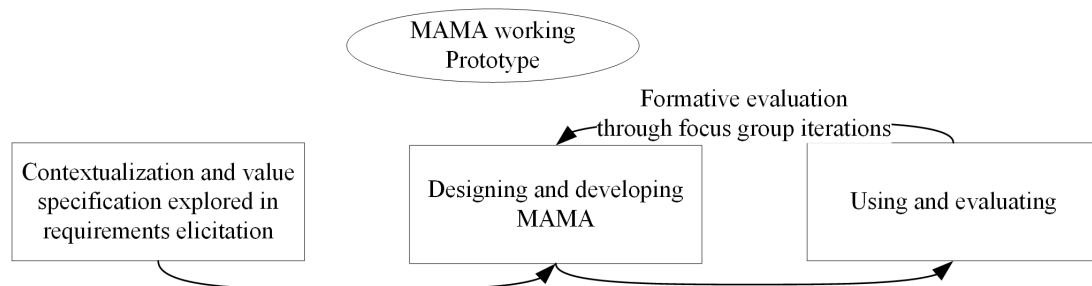 MAMA working
Prototype
Formative evaluation
through focus group iterations
Contextualization and value
specification explored in
requirements elicitation
Designing and developing
MAMA
Using and evaluating